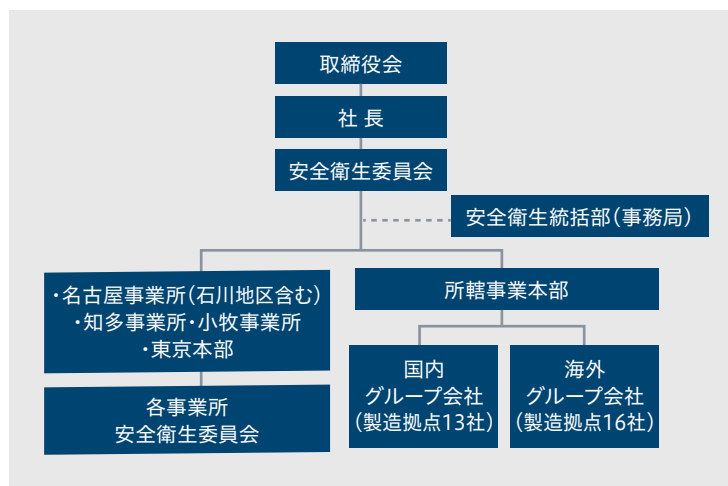 取締役会
社 長
安全衛生委員会
安全衛生統括部(事務局)
・名古屋事業所(石川地区含む)
・知多事業所・小牧事業所
・東京本部
所轄事業本部
各事業所
安全衛生委員会
国内
グループ会社
(製造拠点13社)
海外
グループ会社
(製造拠点16社)